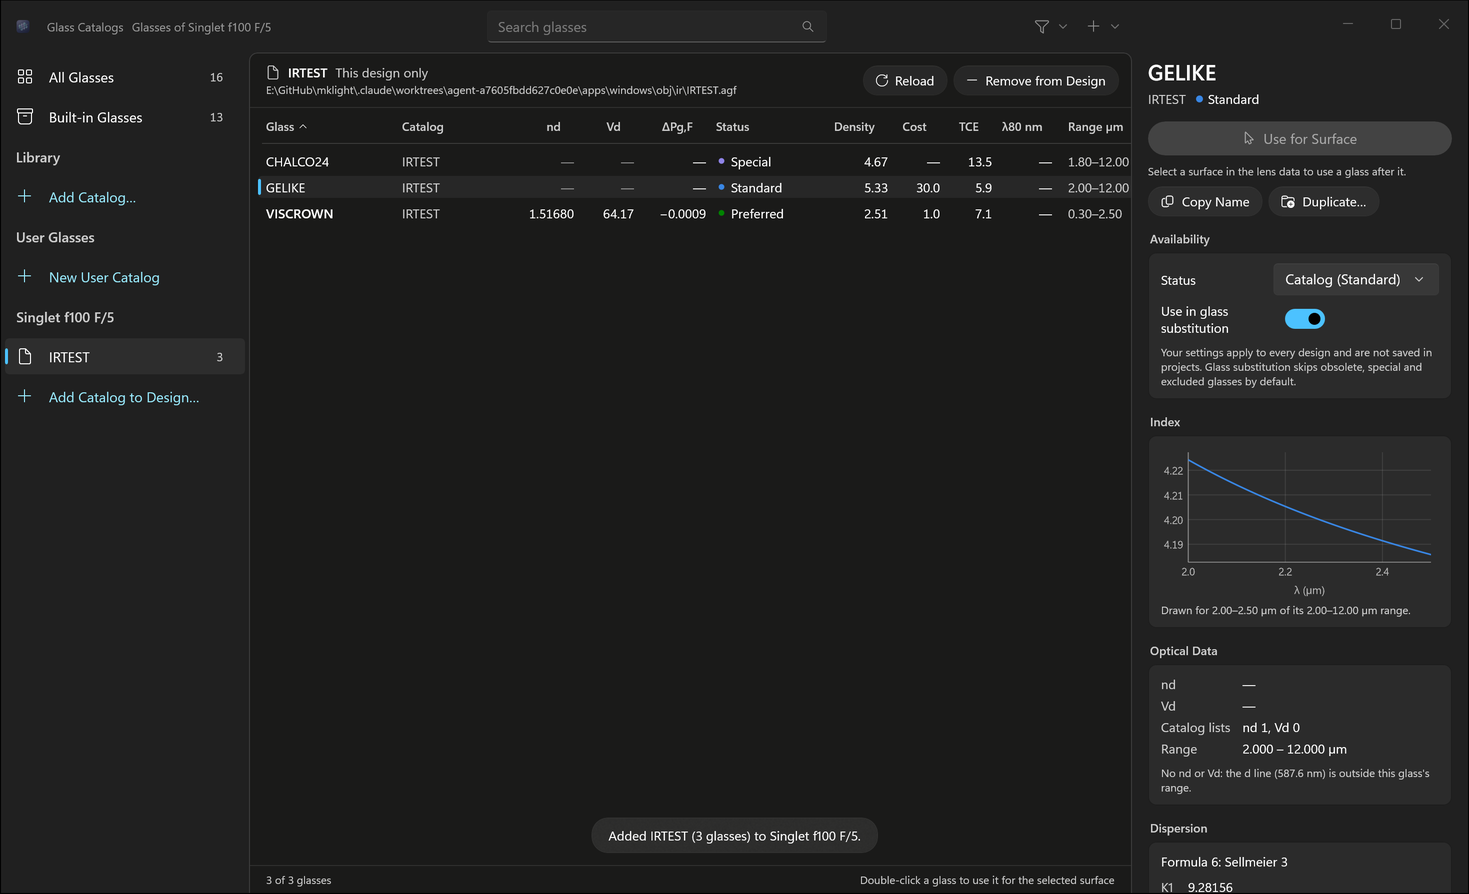 Glass Catalogs Glasses of Singlet f100 F/5
Search glasses
All Glasses 16
Built-in Glasses 13
Library
Add Catalog...
User Glasses
New User Catalog
Singlet f100 F/5
IRTEST 3
Add Catalog to Design...
IRTEST This design only
E:\GitHub\mklight\.claude\worktrees\agent-a7605fbdd627c0e0e\apps\windows\obj\ir\IRTEST.agf
Reload
Remove from Design
Glass Catalog nd Vd ΔPg,F Status Density Cost TCE λ80 nm Range µm
CHALCO24 IRTEST — — — Special 4.67 — 13.5 — 1.80–12.00
GELIKE IRTEST — — — Standard 5.33 30.0 5.9 — 2.00–12.00
VISCROWN IRTEST 1.51680 64.17 −0.0009 Preferred 2.51 1.0 7.1 — 0.30–2.50
Added IRTEST (3 glasses) to Singlet f100 F/5.
3 of 3 glasses
Double-click a glass to use it for the selected surface
GELIKE
IRTEST Standard
Use for Surface
Select a surface in the lens data to use a glass after it.
Copy Name
Duplicate...
Availability
Status Catalog (Standard)
Use in glass
substitution
Your settings apply to every design and are not saved in
projects. Glass substitution skips obsolete, special and
excluded glasses by default.
Index
4.22
4.21
4.20
4.19
2.0 2.2 2.4
λ (µm)
Drawn for 2.00–2.50 µm of its 2.00–12.00 µm range.
Optical Data
nd —
Vd —
Catalog lists nd 1, Vd 0
Range 2.000 – 12.000 µm
No nd or Vd: the d line (587.6 nm) is outside this glass's
range.
Dispersion
Formula 6: Sellmeier 3
K1 9.28156